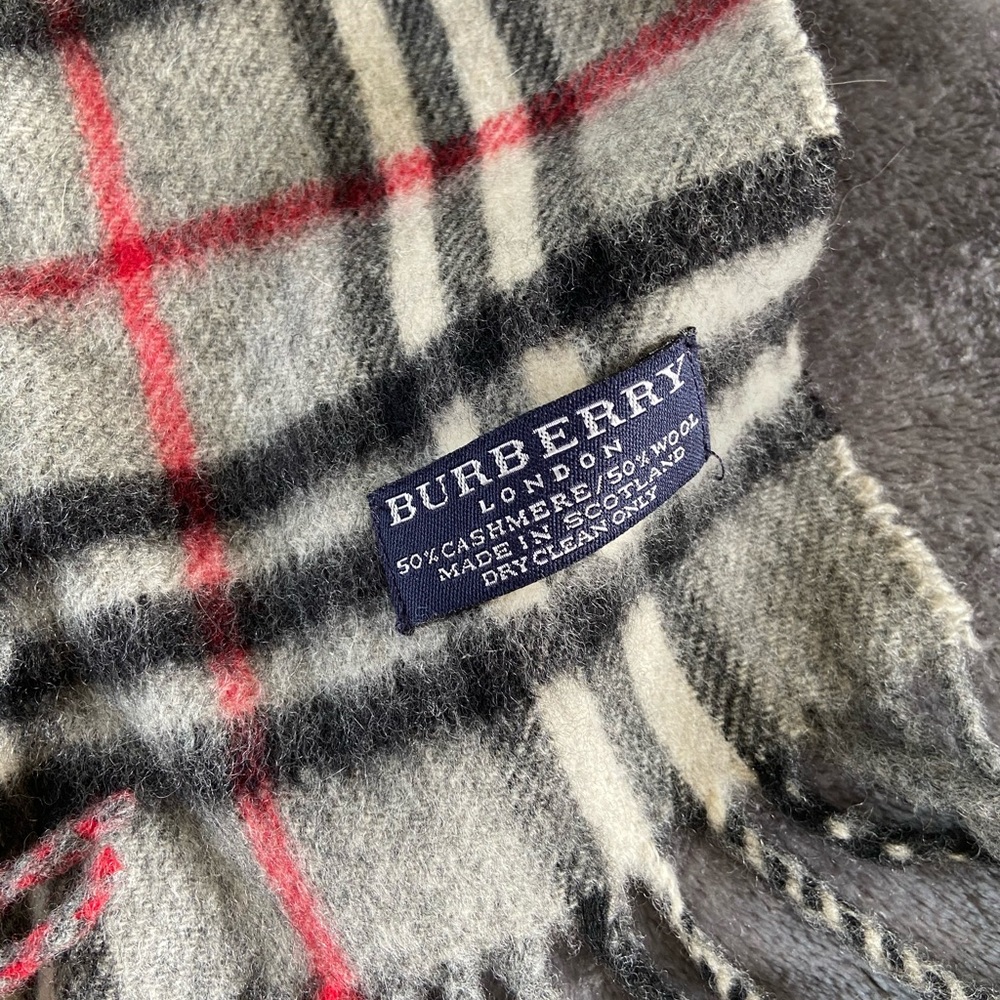 BURBERRY
LONDON
50% CASHMERE/50% WOOL
MADE IN SCOTLAND
DRY CLEAN ONLY